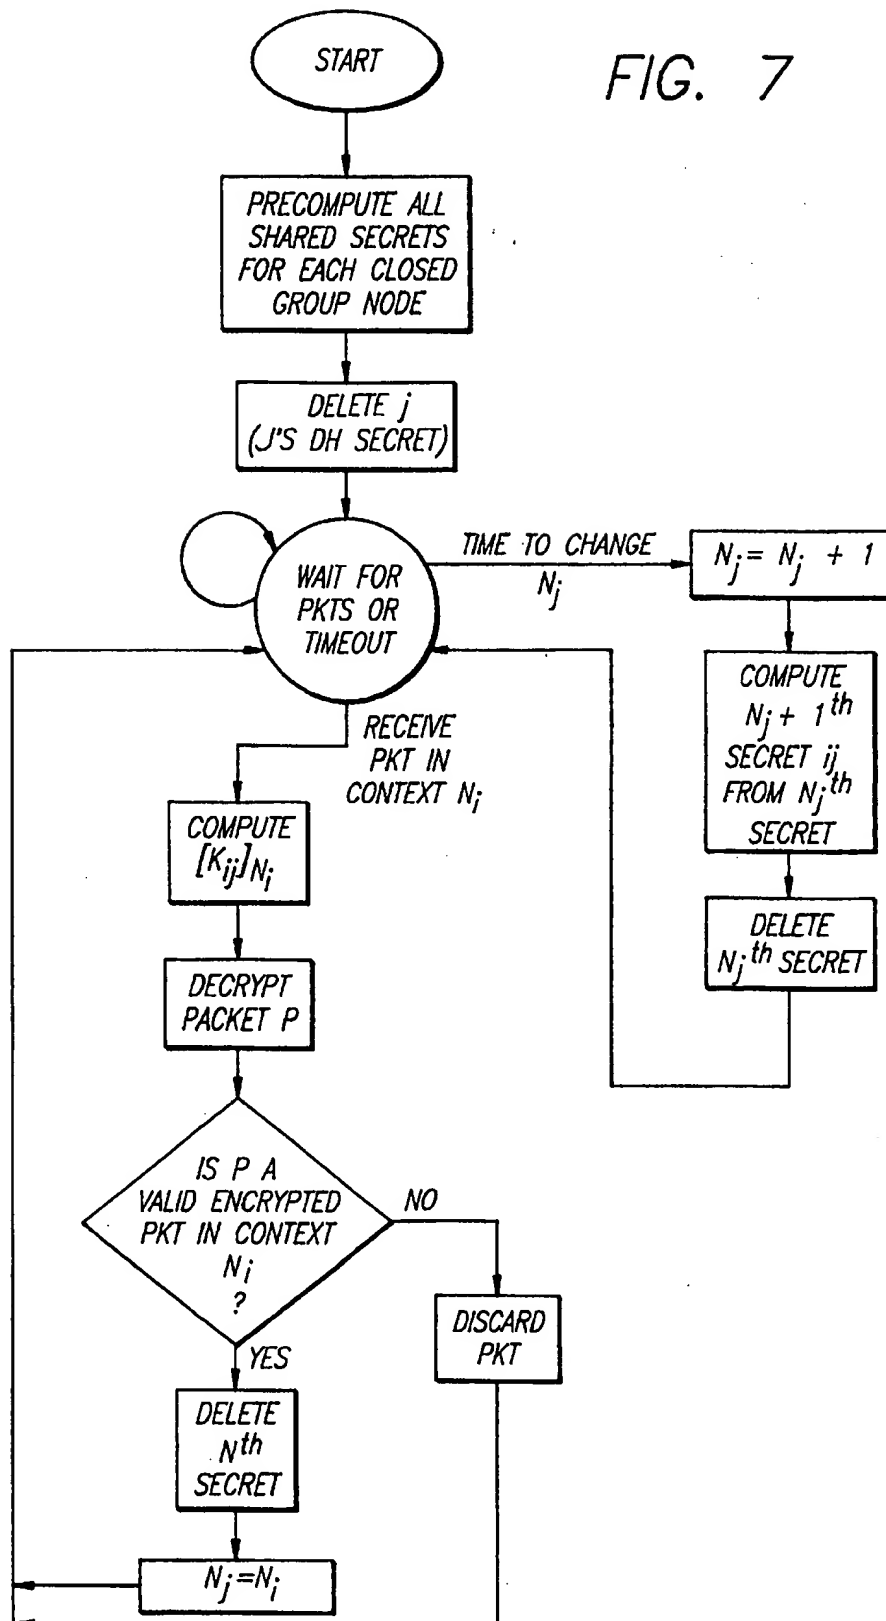 START
FIG. 7
PRECOMPUTE ALL
SHARED SECRETS
FOR EACH CLOSED
GROUP NODE
DELETE j
(J'S DH SECRET)
WAIT FOR
PKTS OR
TIMEOUT
TIME TO CHANGE
Nj
Nj = Nj + 1
COMPUTE
Nj + 1th
SECRET ij
FROM Njth
SECRET
DELETE
Njth SECRET
RECEIVE
PKT IN
CONTEXT Ni
COMPUTE
[Kij]Ni
DECRYPT
PACKET P
IS P A
VALID ENCRYPTED
PKT IN CONTEXT
Ni
?
NO
DISCARD
PKT
YES
DELETE
Nth
SECRET
Nj=Ni